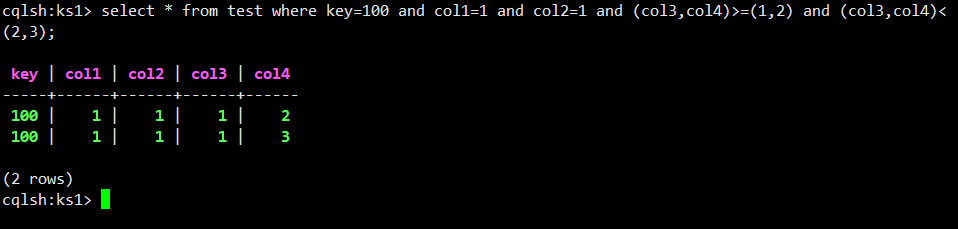 cqlsh:ks1> select * from test where key=100 and col1=1 and col2=1 and (col3,col4)>=(1,2) and (col3,col4)<
(2,3);
 key | col1 | col2 | col3 | col4
-----+------+------+------+------
 100 |    1 |    1 |    1 |    2
 100 |    1 |    1 |    1 |    3
(2 rows)
cqlsh:ks1>